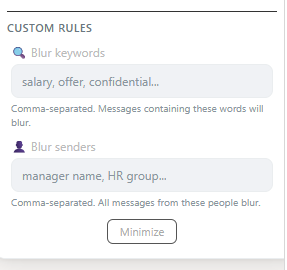 CUSTOM RULES
Blur keywords
salary, offer, confidential...
Comma-separated. Messages containing these words will
blur.
Blur senders
manager name, HR group...
Comma-separated. All messages from these people blur.
Minimize